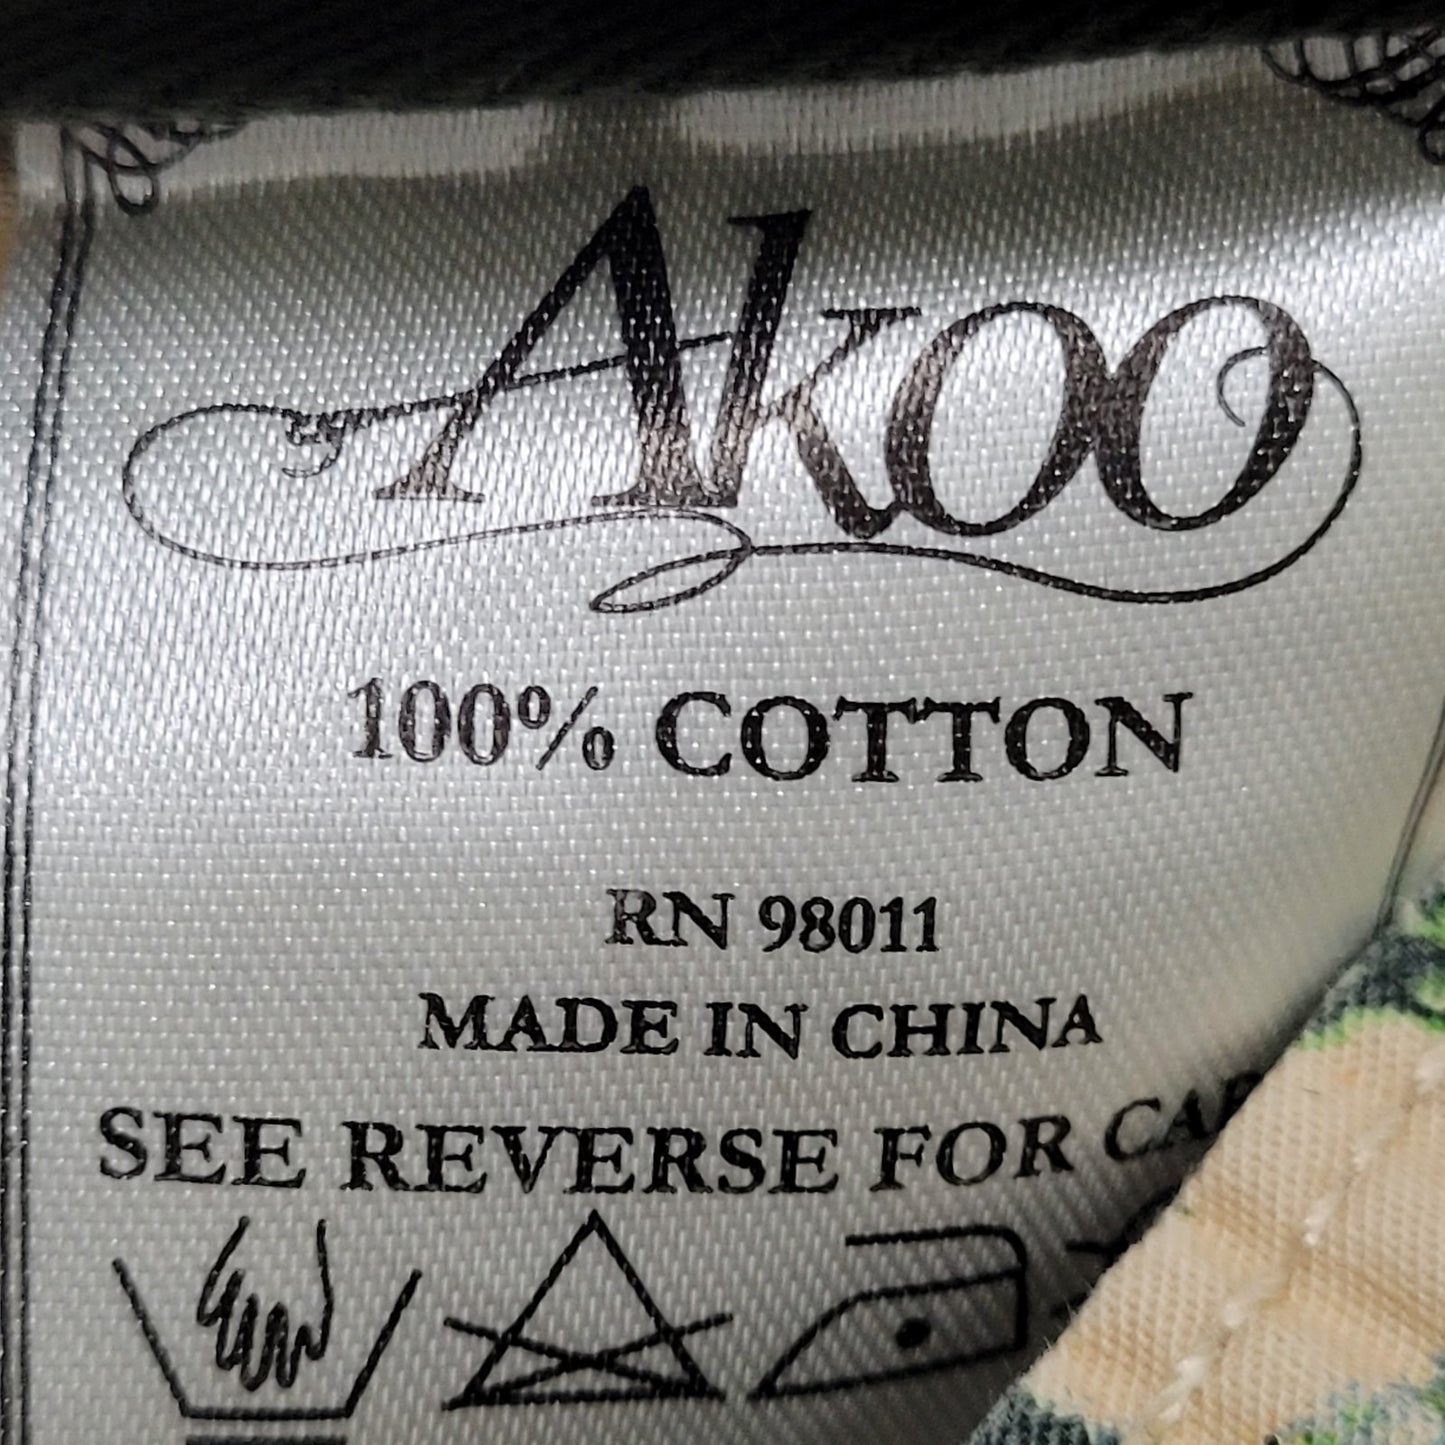 Akoo
100% COTTON
RN 98011
MADE IN CHINA
SEE REVERSE FOR